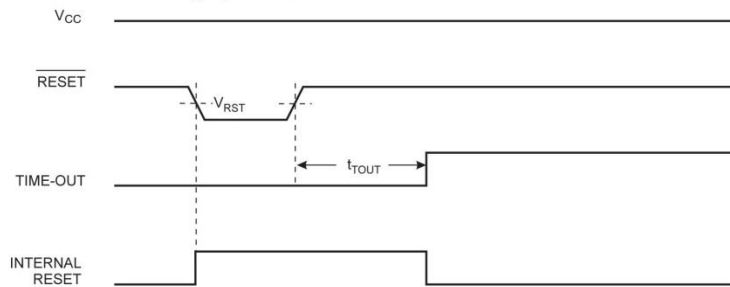 VCC
RESET
VRST
tTOUT
TIME-OUT
INTERNAL
RESET